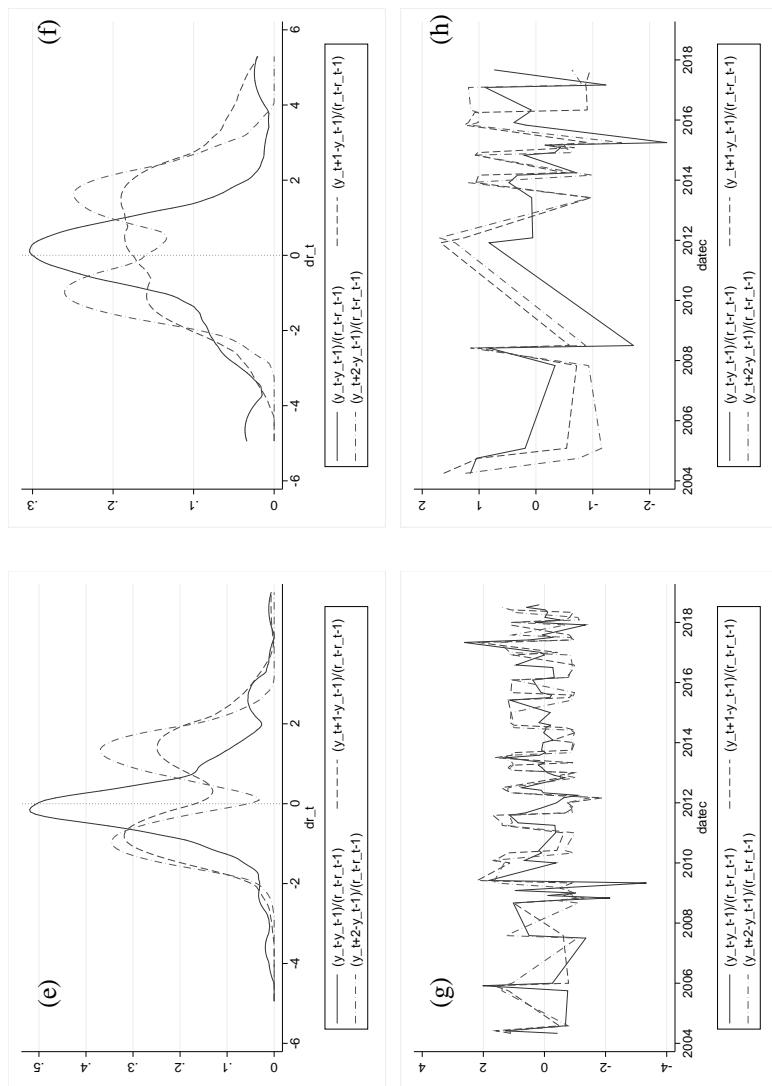 (e)
.5
.4
.3
.2
.1
0
-6 -2 0 2
dr_t
(y_t-y_t-1)/(r_t-r_t-1) (y_t+1-y_t-1)/(r_t-r_t-1)
(y_t+2-y_t-1)/(r_t-r_t-1)
(f)
.3
.2
.1
0
-6 -4 -2 0 2 4 6
dr_t
(y_t-y_t-1)/(r_t-r_t-1) (y_t+1-y_t-1)/(r_t-r_t-1)
(y_t+2-y_t-1)/(r_t-r_t-1)
(g)
4
2
0
-2
-4
2004 2006 2008 2010 2012 2014 2016 2018
datec
(y_t-y_t-1)/(r_t-r_t-1) (y_t+1-y_t-1)/(r_t-r_t-1)
(y_t+2-y_t-1)/(r_t-r_t-1)
(h)
2
1
0
-1
-2
2004 2006 2008 2010 2012 2014 2016 2018
datec
(y_t-y_t-1)/(r_t-r_t-1) (y_t+1-y_t-1)/(r_t-r_t-1)
(y_t+2-y_t-1)/(r_t-r_t-1)